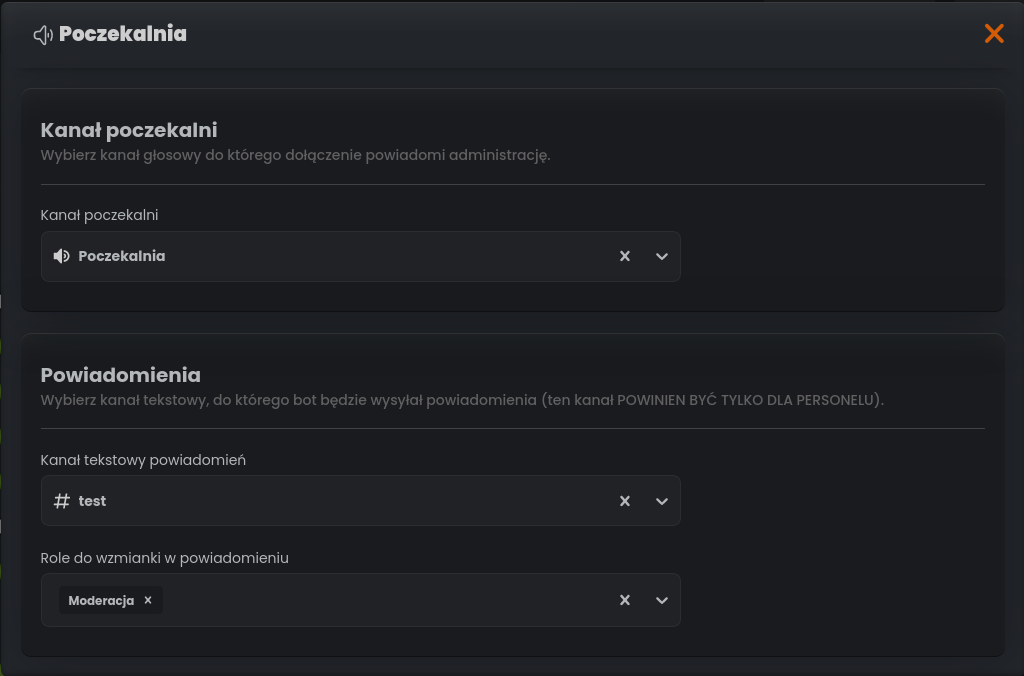 Poczekalnia
Kanał poczekalni
Wybierz kanał głosowy do którego dołączenie powiadomi administrację.
Kanał poczekalni
Poczekalnia
Powiadomienia
Wybierz kanał tekstowy, do którego bot będzie wysyłał powiadomienia (ten kanał POWINIEN BYĆ TYLKO DLA PERSONELU).
Kanał tekstowy powiadomień
# test
Role do wzmianki w powiadomieniu
Moderacja